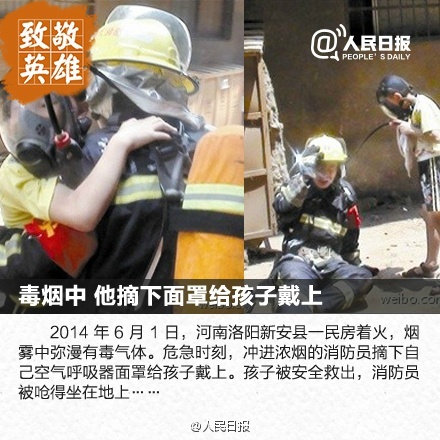 致敬
英雄
@人民日报
PEOPLE'S DAILY
毒烟中 他摘下面罩给孩子戴上
weibo.com
2014 年 6 月 1 日，河南洛阳新安县一民房着火，烟
雾中弥漫有毒气体。危急时刻，冲进浓烟的消防员摘下自
己空气呼吸器面罩给孩子戴上。孩子被安全救出，消防员
被呛得坐在地上……
@人民日报